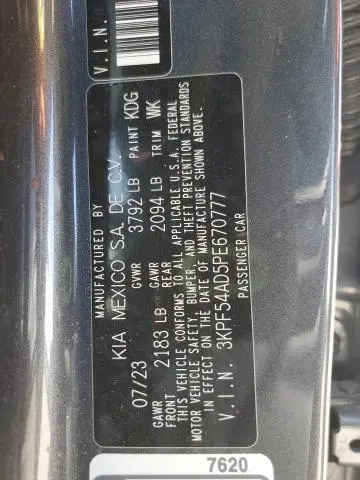 MANUFACTURED BY
KIA MEXICO S.A. DE C.V.
07/23 GVWR 3792 LB PAINT KDG
GAWR FRONT 2183 LB GAWR REAR 2094 LB TRIM WK
THIS VEHICLE CONFORMS TO ALL APPLICABLE U.S.A. FEDERAL
MOTOR VEHICLE SAFETY, BUMPER, AND THEFT PREVENTION STANDARDS
IN EFFECT ON THE DATE OF MANUFACTURE SHOWN ABOVE.
V.I.N. 3KPF54AD5PE670777
PASSENGER CAR
V.I.N.
7620